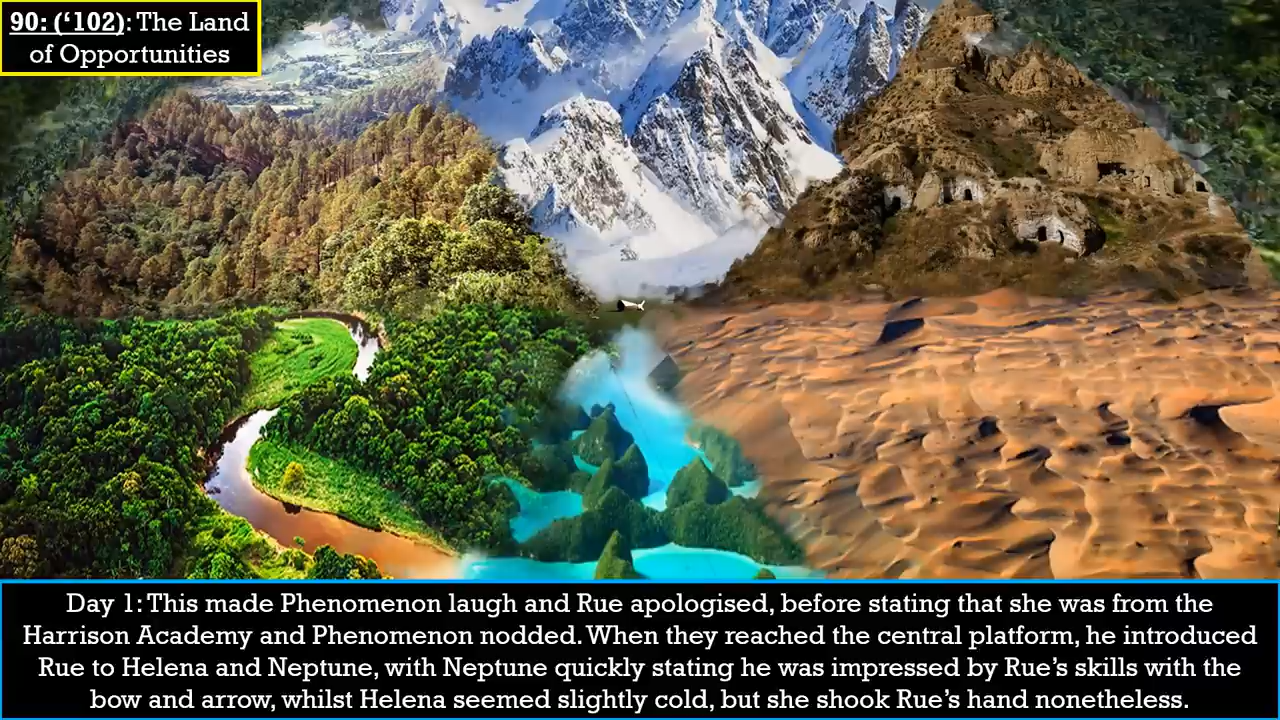 90: (‘102): The Land
of Opportunities
Day 1: This made Phenomenon laugh and Rue apologised, before stating that she was from the
Harrison Academy and Phenomenon nodded. When they reached the central platform, he introduced
Rue to Helena and Neptune, with Neptune quickly stating he was impressed by Rue’s skills with the
bow and arrow, whilst Helena seemed slightly cold, but she shook Rue’s hand nonetheless.